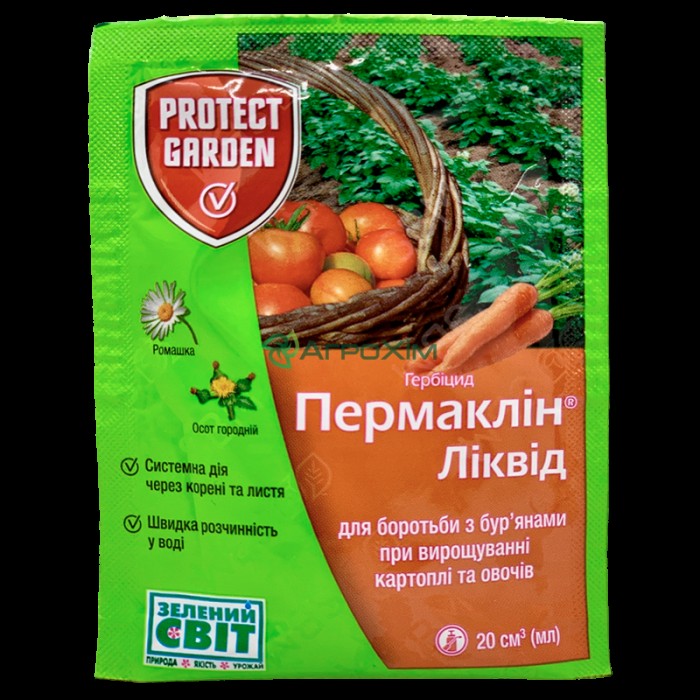 PROTECT
GARDEN
Ромашка
Осот городній
Системна дія
через корені та листя
Швидка розчинність
у воді
ЗЕЛЕНИЙ
СВІТ
ПРИРОДА • ЯКІСТЬ • УРОЖАЙ
АГРОХІМ
Гербіцид
Пермаклін®
Ліквід
для боротьби з бур'янами
при вирощуванні
картоплі та овочів
20 см³ (мл)